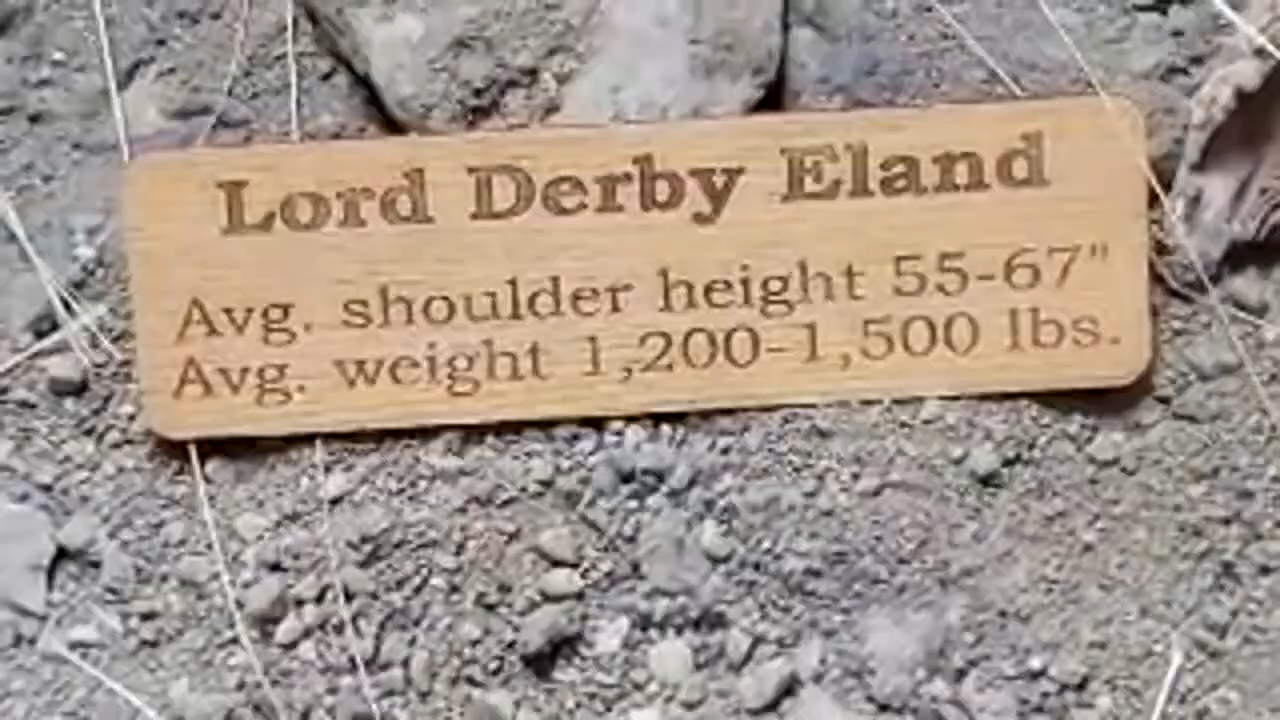 Lord Derby Eland
Avg. shoulder height 55-67"
Avg. weight 1,200-1,500 lbs.